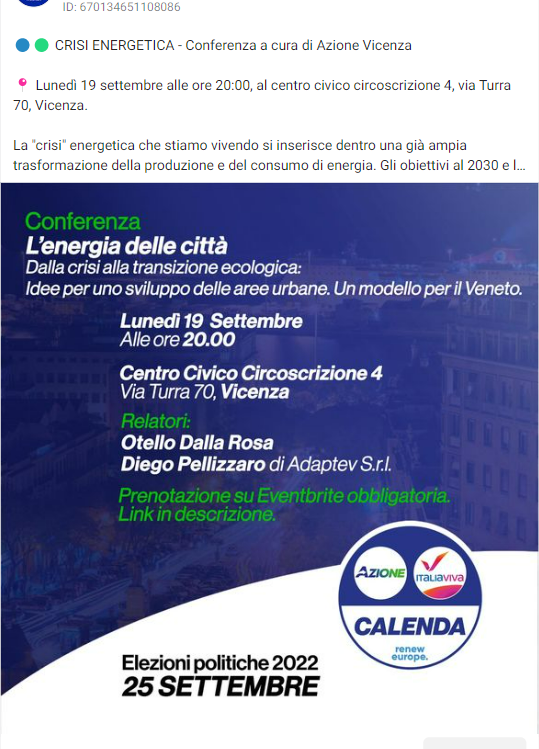 ID: 670134651108086
CRISI ENERGETICA - Conferenza a cura di Azione Vicenza
Lunedì 19 settembre alle ore 20:00, al centro civico circoscrizione 4, via Turra
70, Vicenza.
La "crisi" energetica che stiamo vivendo si inserisce dentro una già ampia
trasformazione della produzione e del consumo di energia. Gli obiettivi al 2030 e l...
Conferenza
L'energia delle città
Dalla crisi alla transizione ecologica:
Idee per uno sviluppo delle aree urbane. Un modello per il Veneto.
Lunedì 19 Settembre
Alle ore 20.00
Centro Civico Circoscrizione 4
Via Turra 70, Vicenza
Relatori:
Otello Dalla Rosa
Diego Pellizzaro di Adaptev S.r.l.
Prenotazione su Eventbrite obbligatoria.
Link in descrizione.
AZIONE
ITALIAVIVA
CALENDA
renew
europe.
Elezioni politiche 2022
25 SETTEMBRE